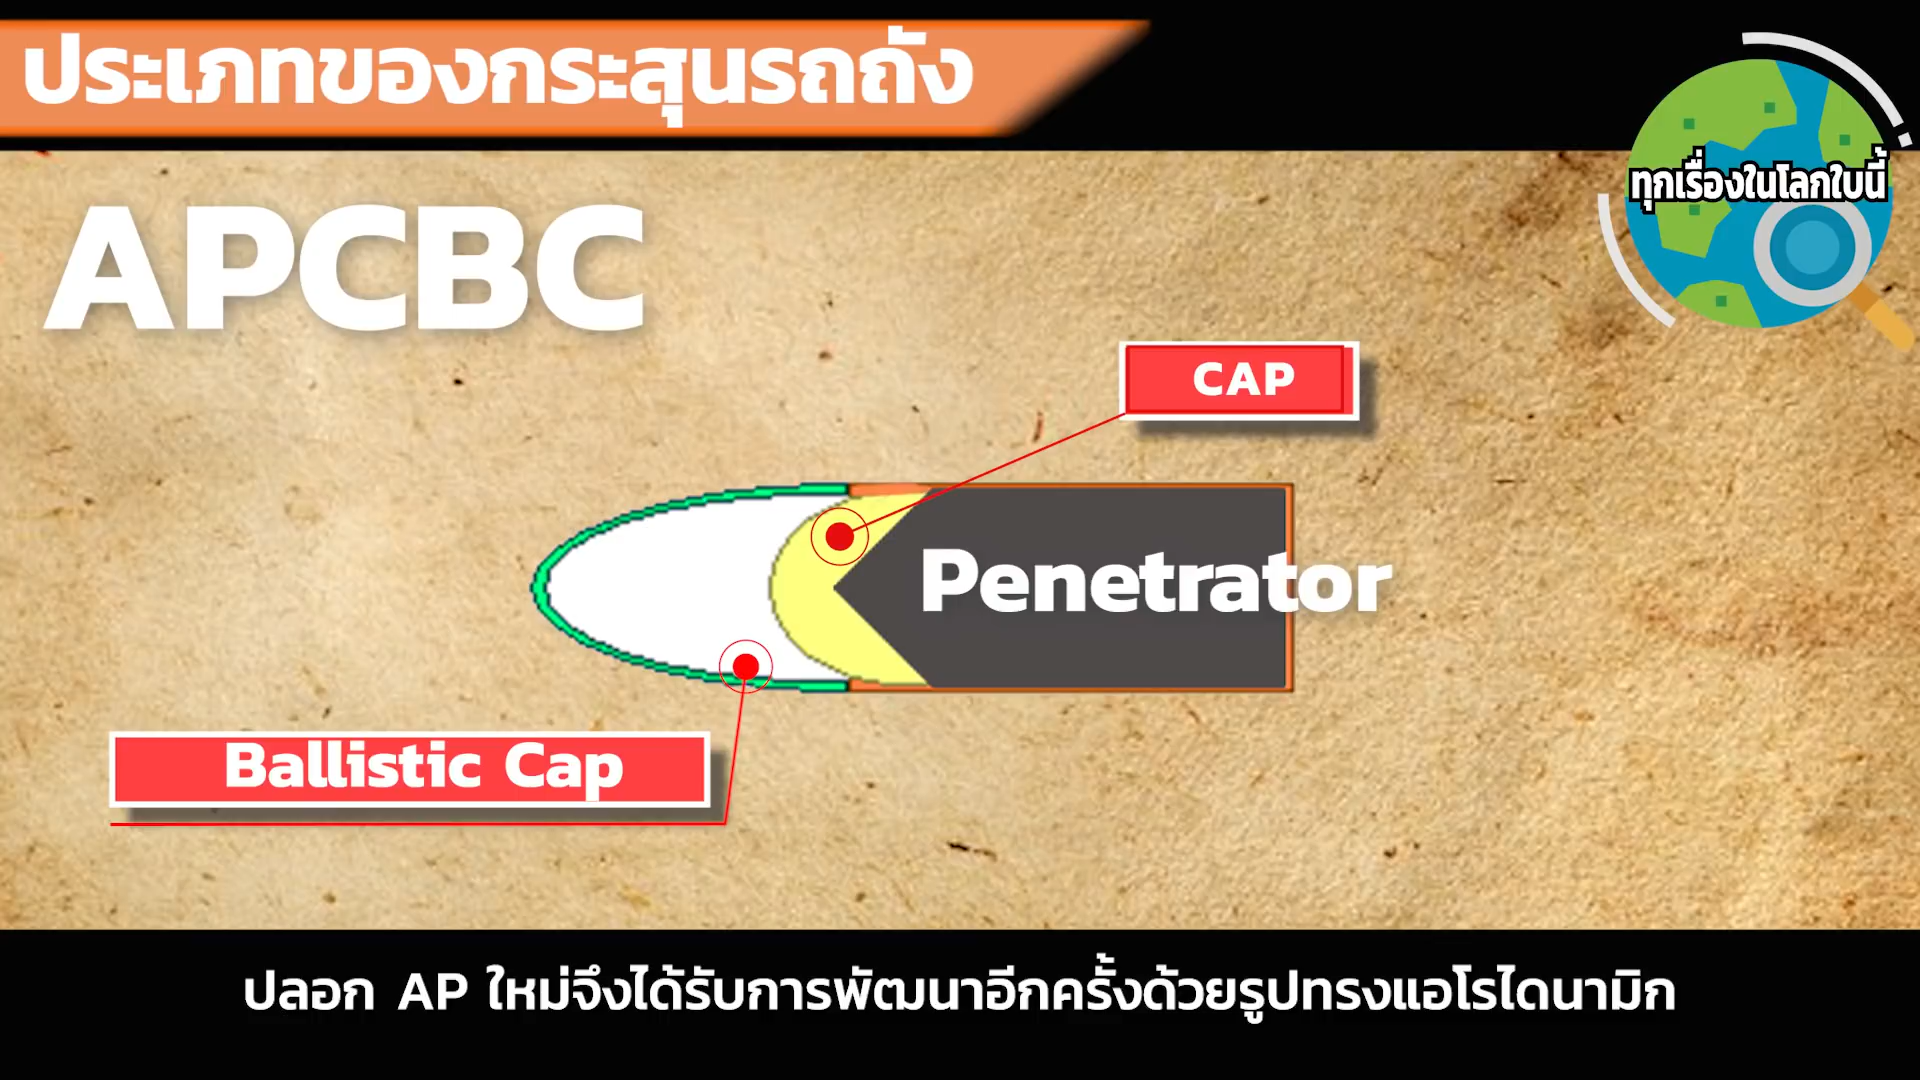 ประเภทของกระสุนรถถัง
ทุกเรื่องในโลกใบนี้
APCBC
CAP
Penetrator
Ballistic Cap
ปลอก AP ใหม่จึงได้รับการพัฒนาอีกครั้งด้วยรูปทรงแอโรไดนามิก